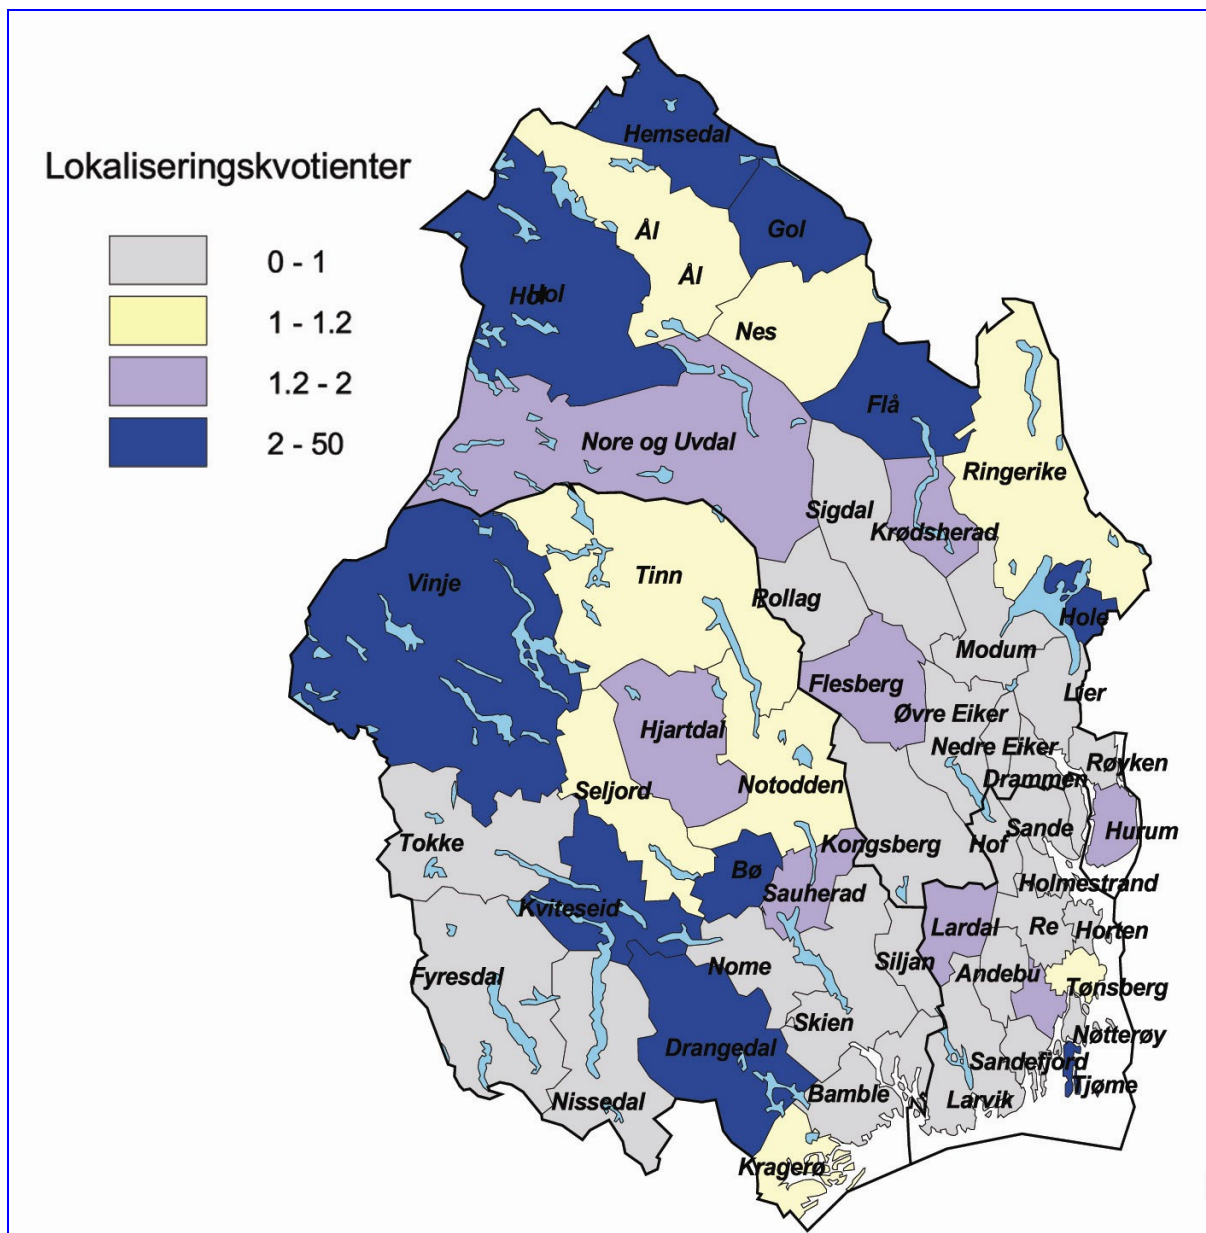 Lokaliseringskvotienter
0 - 1
1 - 1.2
1.2 - 2
2 - 50
Hemsedal
Ål
Gol
Ål
Hol
Hol
Nes
Flå
Nore og Uvdal
Ringerike
Sigdal
Krødsherad
Tinn
Vinje
Rollag
Hole
Modum
Flesberg
Lier
Øvre Eiker
Hjartdal
Nedre Eiker
Røyken
Drammen
Notodden
Seljord
Sande
Hurum
Tokke
Kongsberg
Hof
Bø
Holmestrand
Sauherad
Kviteseid
Lardal
Re
Horten
Siljan
Nome
Fyresdal
Andebu
Tønsberg
Skien
Nøtterøy
Drangedal
Sandefjord
Tjøme
Bamble
Larvik
Nissedal
Kragerø